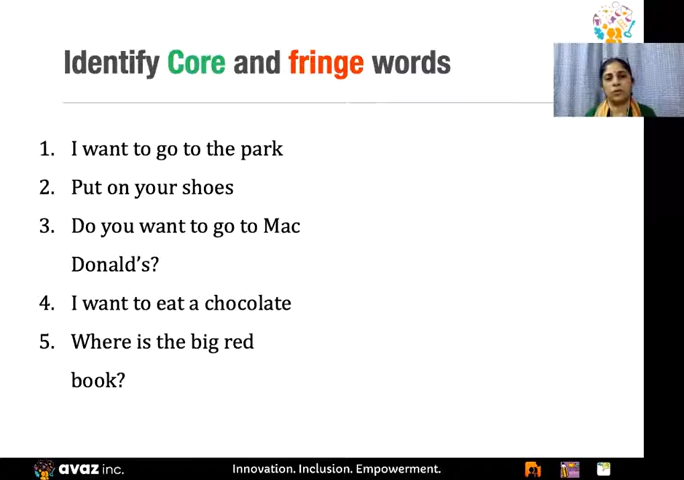 Identify Core and fringe words
1. I want to go to the park
2. Put on your shoes
3. Do you want to go to Mac
Donald's?
4. I want to eat a chocolate
5. Where is the big red
book?
avaz inc.
Innovation. Inclusion. Empowerment.